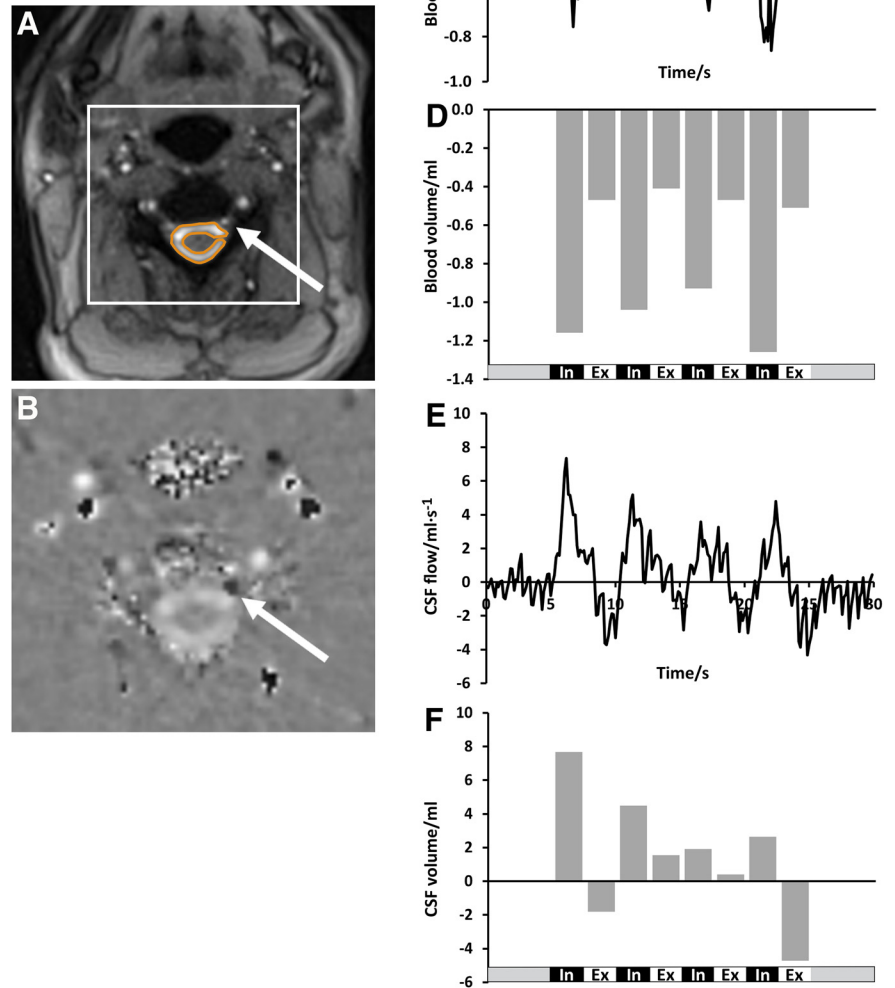 A
B
Bloo
-0.8
-1.0
Time/s
D
0.0
-0.2
-0.4
-0.6
-0.8
-1.0
-1.2
-1.4
Blood volume/ml
In Ex In Ex In Ex In Ex
E
10
8
6
4
2
0
-2
-4
-6
CSF flow/ml·s⁻¹
0 5 10 15 20 25 30
Time/s
F
10
8
6
4
2
0
-2
-4
-6
CSF volume/ml
In Ex In Ex In Ex In Ex